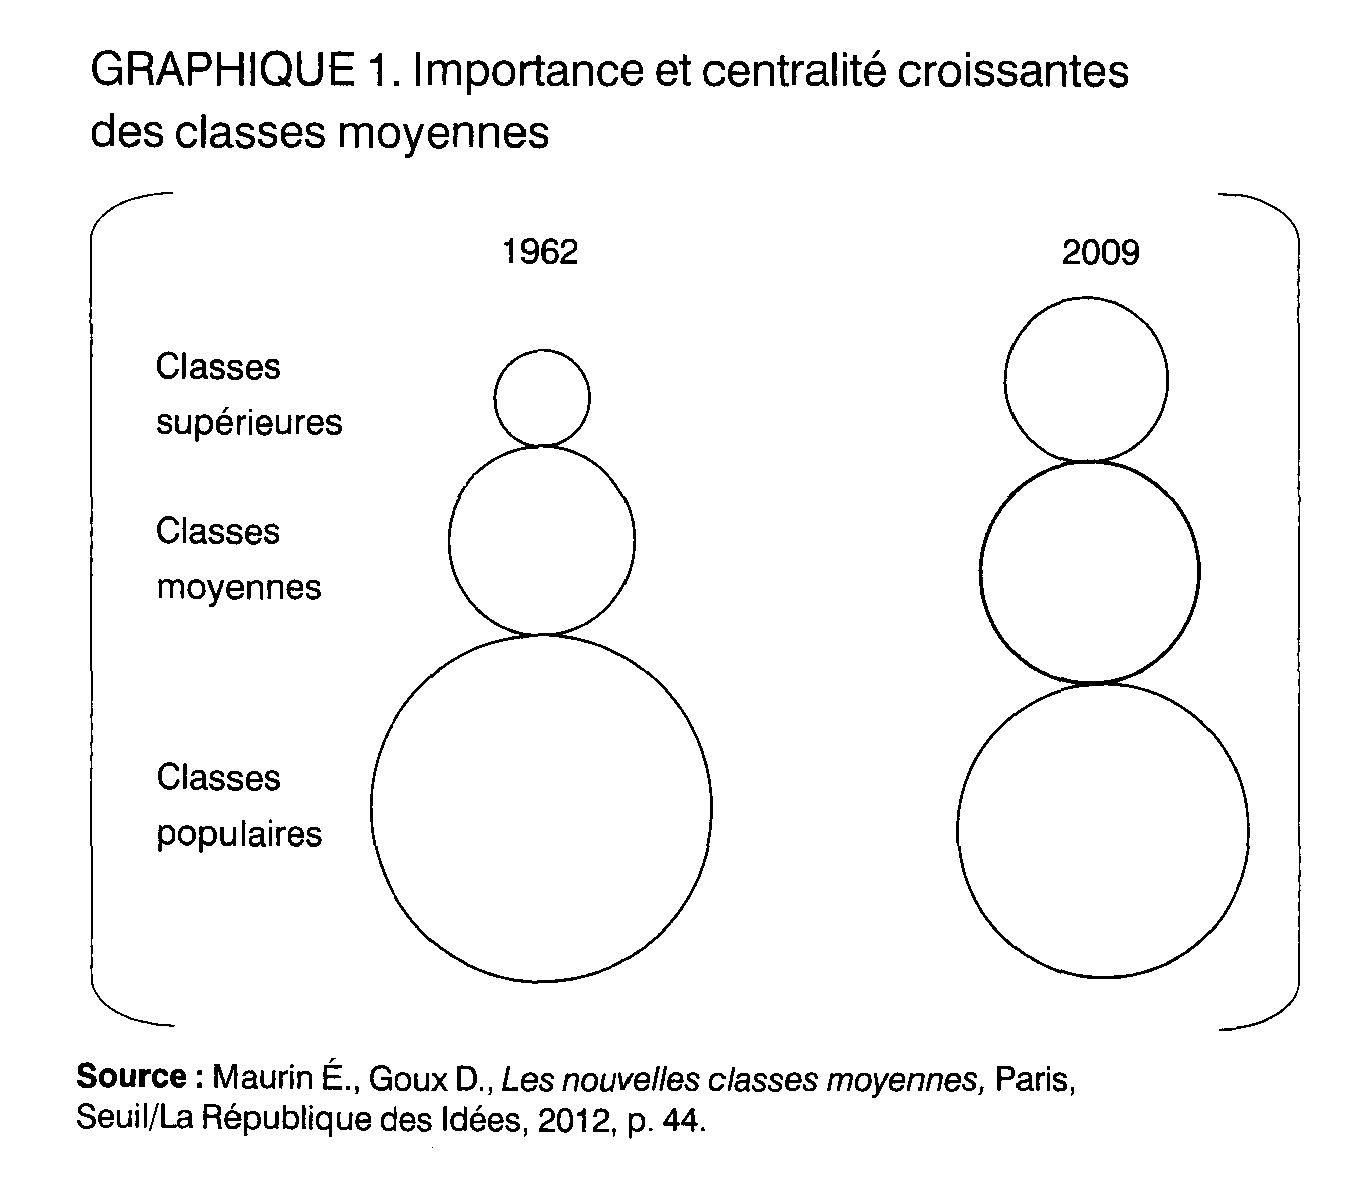 GRAPHIQUE 1. Importance et centralité croissantes
des classes moyennes
1962
2009
Classes
supérieures
Classes
moyennes
Classes
populaires
Source : Maurin É., Goux D., Les nouvelles classes moyennes, Paris,
Seuil/La République des Idées, 2012, p. 44.